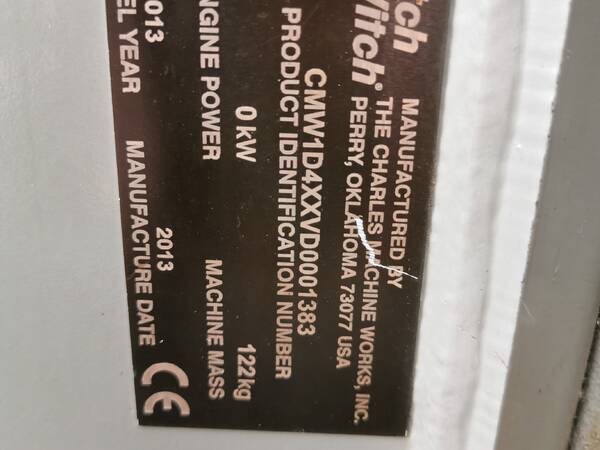 tch
Witch®
MANUFACTURED BY
THE CHARLES MACHINE WORKS, INC.
PERRY, OKLAHOMA 73077 USA
CMW1D4XXVD0001383
PRODUCT IDENTIFICATION NUMBER
0 kW 122kg
NGINE POWER MACHINE MASS
013 2013
EL YEAR MANUFACTURE DATE
CE